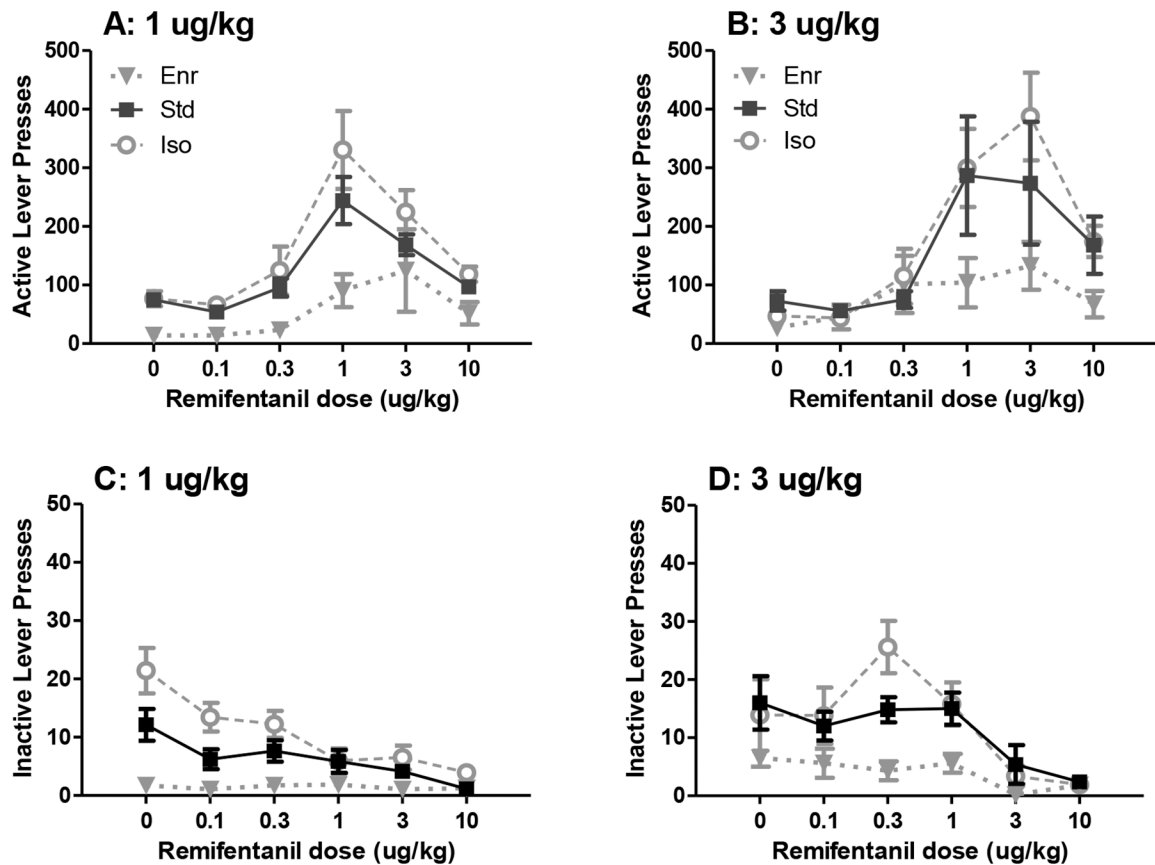 A: 1 ug/kg
Active Lever Presses
500
400
300
200
100
0
Enr
Std
Iso
0 0.1 0.3 1 3 10
Remifentanil dose (ug/kg)
B: 3 ug/kg
Active Lever Presses
500
400
300
200
100
0
Enr
Std
Iso
0 0.1 0.3 1 3 10
Remifentanil dose (ug/kg)
C: 1 ug/kg
Inactive Lever Presses
50
40
30
20
10
0
0 0.1 0.3 1 3 10
Remifentanil dose (ug/kg)
D: 3 ug/kg
Inactive Lever Presses
50
40
30
20
10
0
0 0.1 0.3 1 3 10
Remifentanil dose (ug/kg)